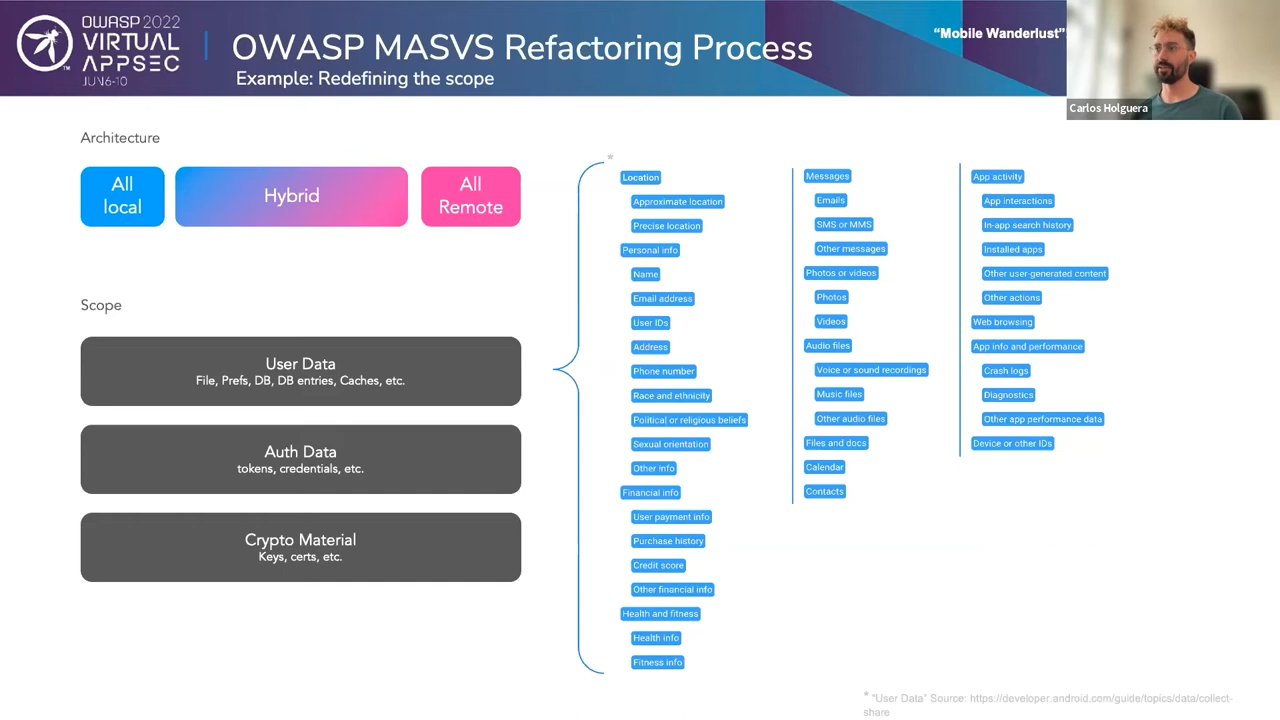 OWASP 2022
VIRTUAL
APPSEC
JUN6-10
OWASP MASVS Refactoring Process
Example: Redefining the scope
“Mobile Wanderlust”
Carlos Holguera
Architecture
All
local
Hybrid
All
Remote
Scope
User Data
File, Prefs, DB, DB entries, Caches, etc.
Auth Data
tokens, credentials, etc.
Crypto Material
Keys, certs, etc.
*
Location
Approximate location
Precise location
Personal info
Name
Email address
User IDs
Address
Phone number
Race and ethnicity
Political or religious beliefs
Sexual orientation
Other info
Financial info
User payment info
Purchase history
Credit score
Other financial info
Health and fitness
Health info
Fitness info
Messages
Emails
SMS or MMS
Other messages
Photos or videos
Photos
Videos
Audio files
Voice or sound recordings
Music files
Other audio files
Files and docs
Calendar
Contacts
App activity
App interactions
In-app search history
Installed apps
Other user-generated content
Other actions
Web browsing
App info and performance
Crash logs
Diagnostics
Other app performance data
Device or other IDs
* "User Data" Source: https://developer.android.com/guide/topics/data/collect-
share